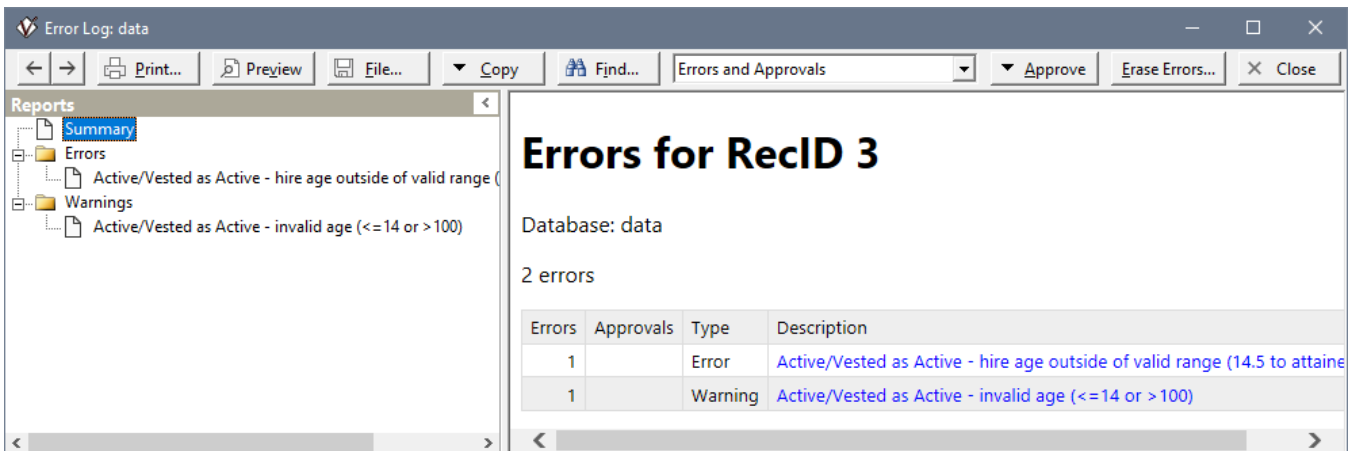 Error Log: data
Print... Preview File... Copy Find... Errors and Approvals Approve Erase Errors... Close
Reports
Summary
Errors
Active/Vested as Active - hire age outside of valid range (
Warnings
Active/Vested as Active - invalid age (<=14 or >100)
Errors for RecID 3
Database: data
2 errors
Errors Approvals Type Description
1 Error Active/Vested as Active - hire age outside of valid range (14.5 to attaine
1 Warning Active/Vested as Active - invalid age (<=14 or >100)